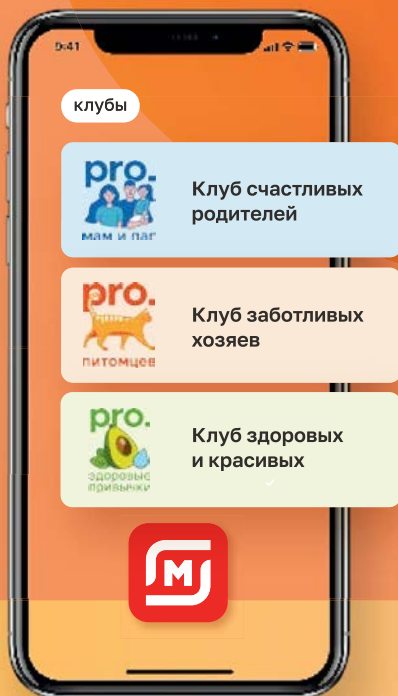 9:41
клубы
pro.
мам и пап
Клуб счастливых
родителей
pro.
питомцев
Клуб заботливых
хозяев
pro.
здоровые
привычки
Клуб здоровых
и красивых
М